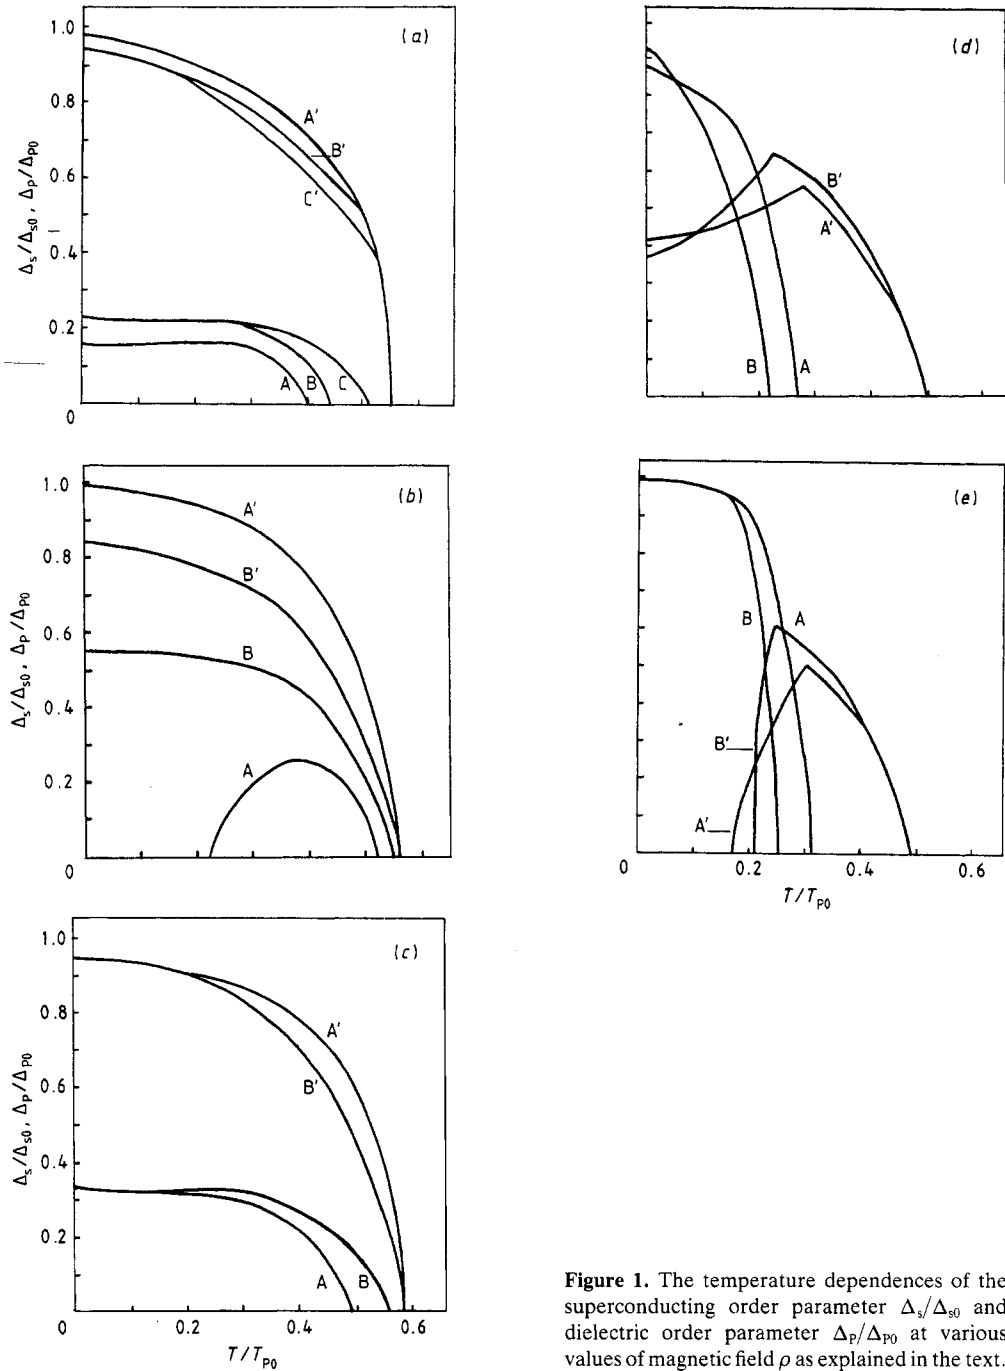 1.0
(a)
0.8
A'
B'
0.6
C'
0.4
0.2
A B C
0
Δs/Δs0 , Δp/ΔP0
(d)
B'
A'
B A
1.0
(b)
A'
0.8
B'
0.6
B
0.4
A
0.2
0
Δs/Δs0 , Δp/ΔP0
(e)
B A
B'
A'
0 0.2 0.4 0.6
T/TP0
1.0
(c)
A'
0.8
B'
0.6
0.4
0.2
A B
0 0.2 0.4 0.6
Δs/Δs0 , Δp/ΔP0
T/TP0
Figure 1. The temperature dependences of the
superconducting order parameter Δs/Δs0 and
dielectric order parameter ΔP/ΔP0 at various
values of magnetic field ρ as explained in the text.